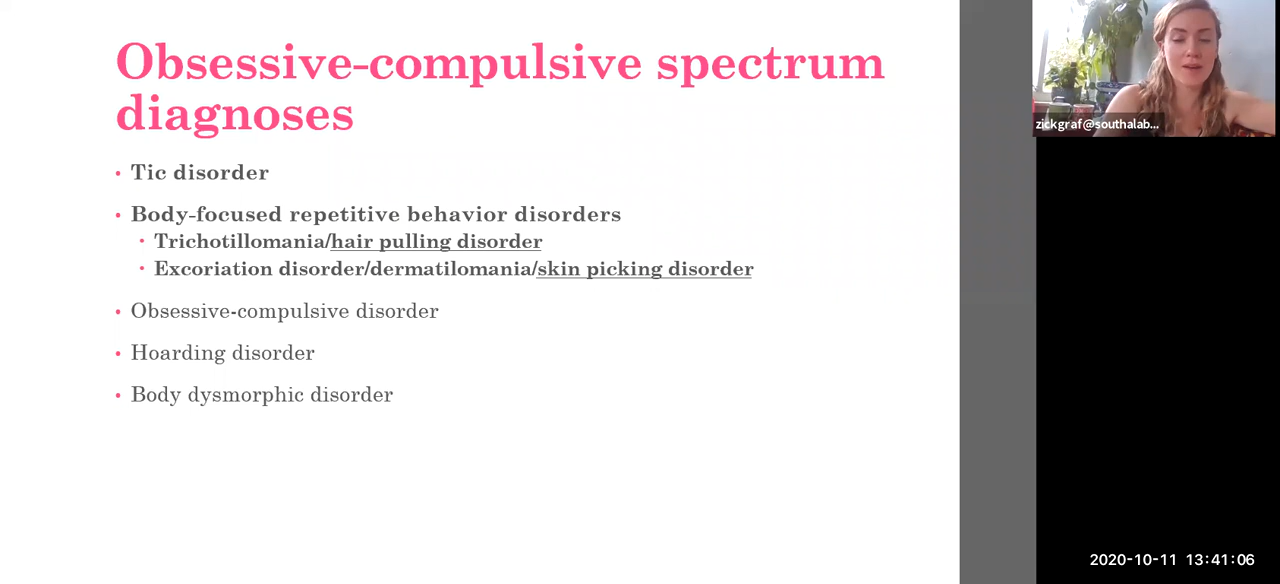 Obsessive-compulsive spectrum
diagnoses
• Tic disorder
• Body-focused repetitive behavior disorders
• Trichotillomania/hair pulling disorder
• Excoriation disorder/dermatilomania/skin picking disorder
• Obsessive-compulsive disorder
• Hoarding disorder
• Body dysmorphic disorder
zickgraf@southalab...
2020-10-11 13:41:06